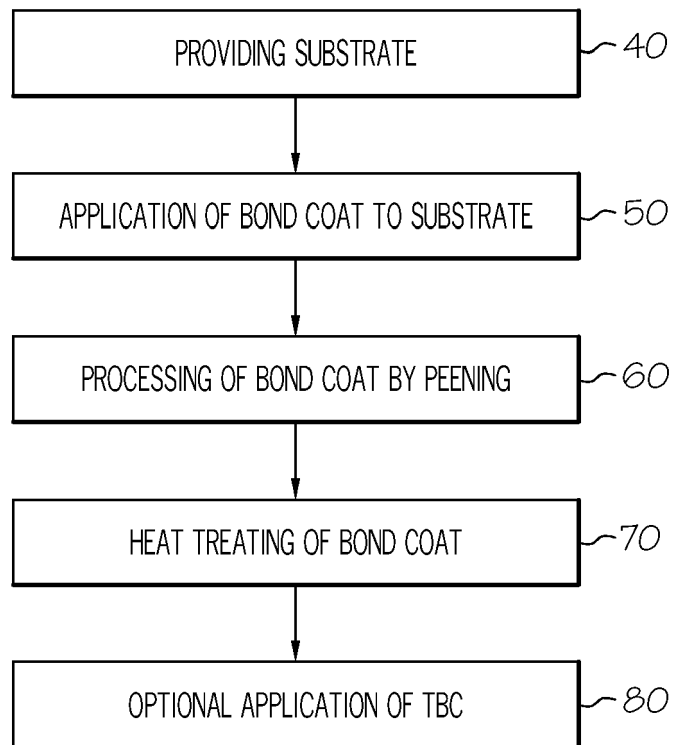 PROVIDING SUBSTRATE 40
APPLICATION OF BOND COAT TO SUBSTRATE 50
PROCESSING OF BOND COAT BY PEENING 60
HEAT TREATING OF BOND COAT 70
OPTIONAL APPLICATION OF TBC 80